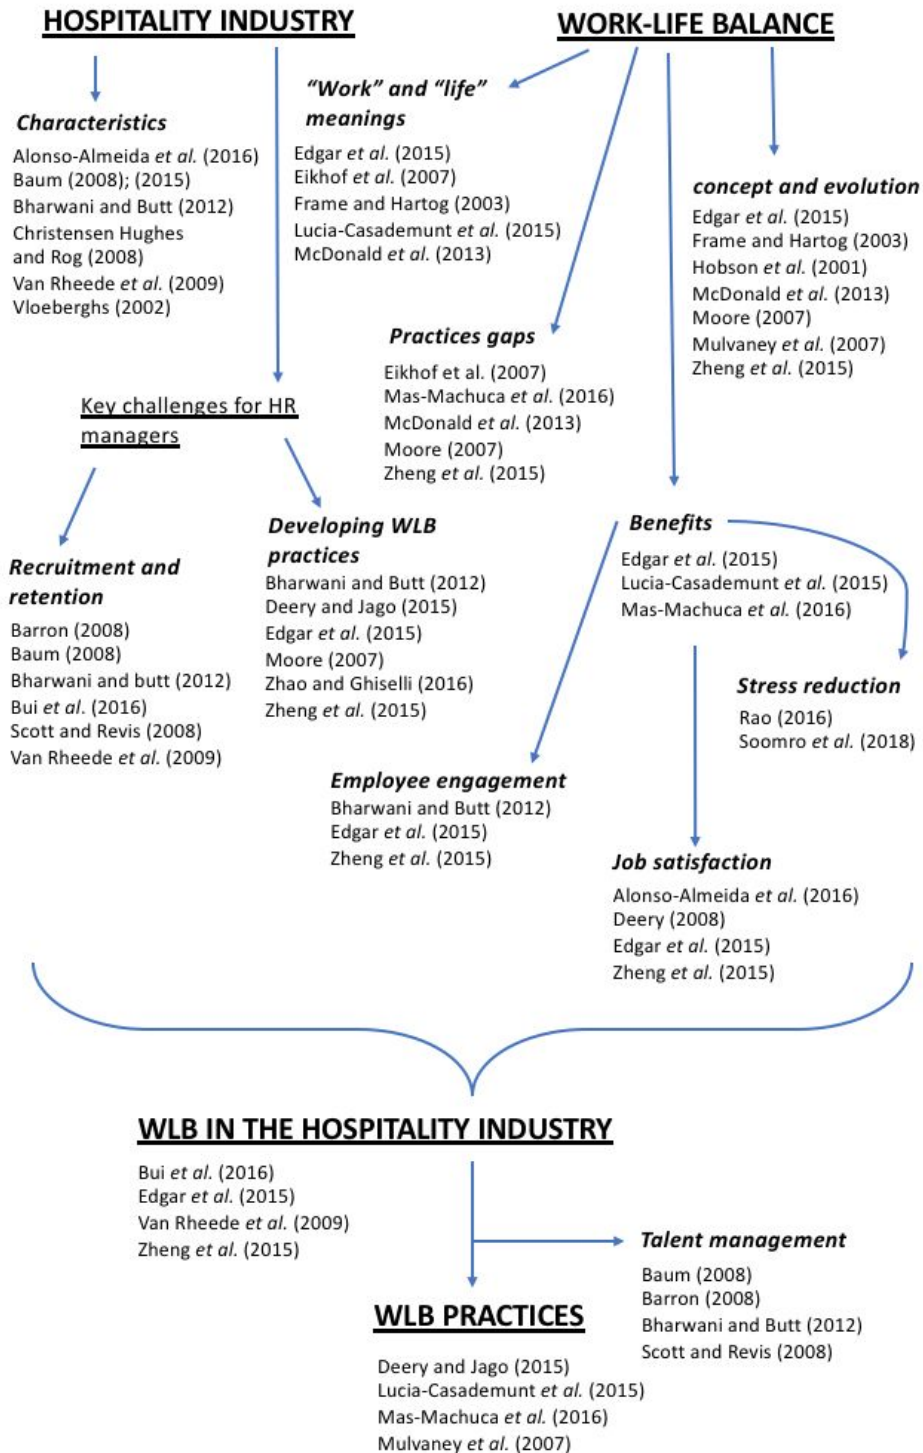 HOSPITALITY INDUSTRY
Characteristics
Alonso-Almeida et al. (2016)
Baum (2008); (2015)
Bharwani and Butt (2012)
Christensen Hughes
and Rog (2008)
Van Rheede et al. (2009)
Vloeberghs (2002)
Key challenges for HR
managers
Recruitment and
retention
Barron (2008)
Baum (2008)
Bharwani and butt (2012)
Bui et al. (2016)
Scott and Revis (2008)
Van Rheede et al. (2009)
Developing WLB
practices
Bharwani and Butt (2012)
Deery and Jago (2015)
Edgar et al. (2015)
Moore (2007)
Zhao and Ghiselli (2016)
Zheng et al. (2015)
WORK-LIFE BALANCE
“Work” and “life”
meanings
Edgar et al. (2015)
Eikhof et al. (2007)
Frame and Hartog (2003)
Lucia-Casademunt et al. (2015)
McDonald et al. (2013)
Practices gaps
Eikhof et al. (2007)
Mas-Machuca et al. (2016)
McDonald et al. (2013)
Moore (2007)
Zheng et al. (2015)
concept and evolution
Edgar et al. (2015)
Frame and Hartog (2003)
Hobson et al. (2001)
McDonald et al. (2013)
Moore (2007)
Mulvaney et al. (2007)
Zheng et al. (2015)
Benefits
Edgar et al. (2015)
Lucia-Casademunt et al. (2015)
Mas-Machuca et al. (2016)
Stress reduction
Rao (2016)
Soomro et al. (2018)
Employee engagement
Bharwani and Butt (2012)
Edgar et al. (2015)
Zheng et al. (2015)
Job satisfaction
Alonso-Almeida et al. (2016)
Deery (2008)
Edgar et al. (2015)
Zheng et al. (2015)
WLB IN THE HOSPITALITY INDUSTRY
Bui et al. (2016)
Edgar et al. (2015)
Van Rheede et al. (2009)
Zheng et al. (2015)
Talent management
Baum (2008)
Barron (2008)
Bharwani and Butt (2012)
Scott and Revis (2008)
WLB PRACTICES
Deery and Jago (2015)
Lucia-Casademunt et al. (2015)
Mas-Machuca et al. (2016)
Mulvaney et al. (2007)